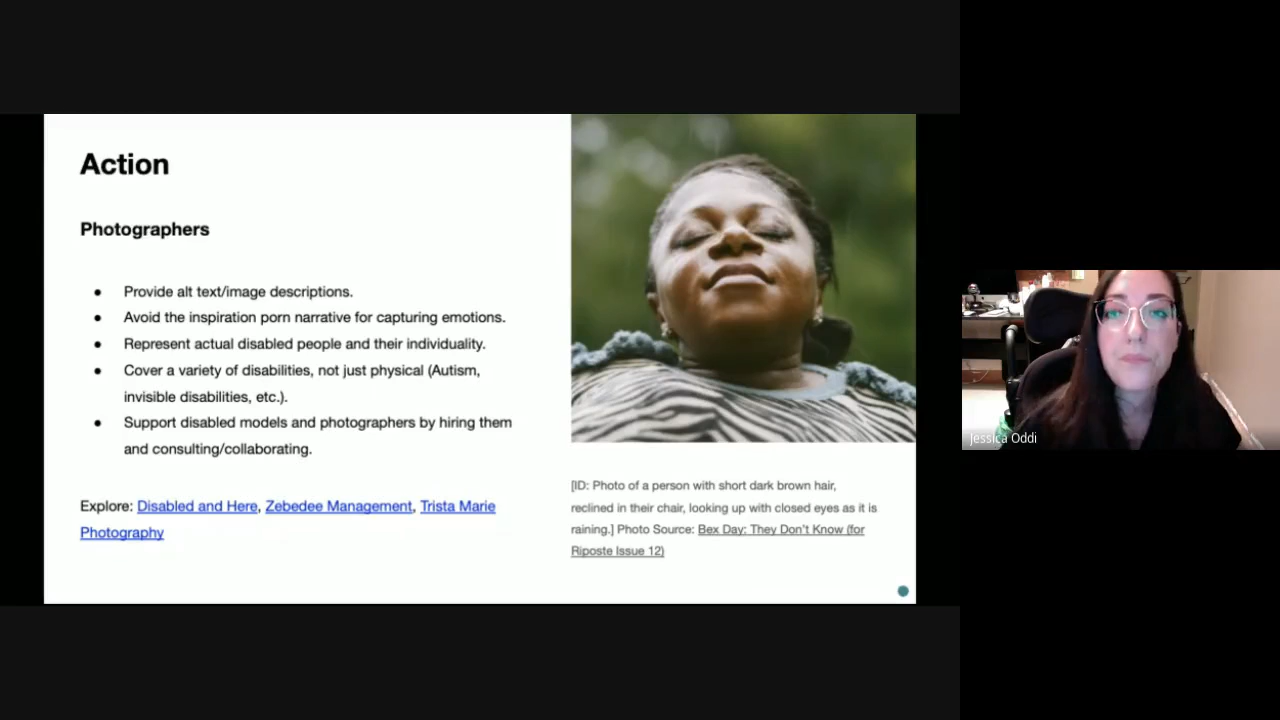 Action
Photographers
● Provide alt text/image descriptions.
● Avoid the inspiration porn narrative for capturing emotions.
● Represent actual disabled people and their individuality.
● Cover a variety of disabilities, not just physical (Autism,
invisible disabilities, etc.).
● Support disabled models and photographers by hiring them
and consulting/collaborating.
Explore: Disabled and Here, Zebedee Management, Trista Marie
Photography
[ID: Photo of a person with short dark brown hair,
reclined in their chair, looking up with closed eyes as it is
raining.] Photo Source: Bex Day: They Don't Know (for
Riposte Issue 12)
Jessica Oddi